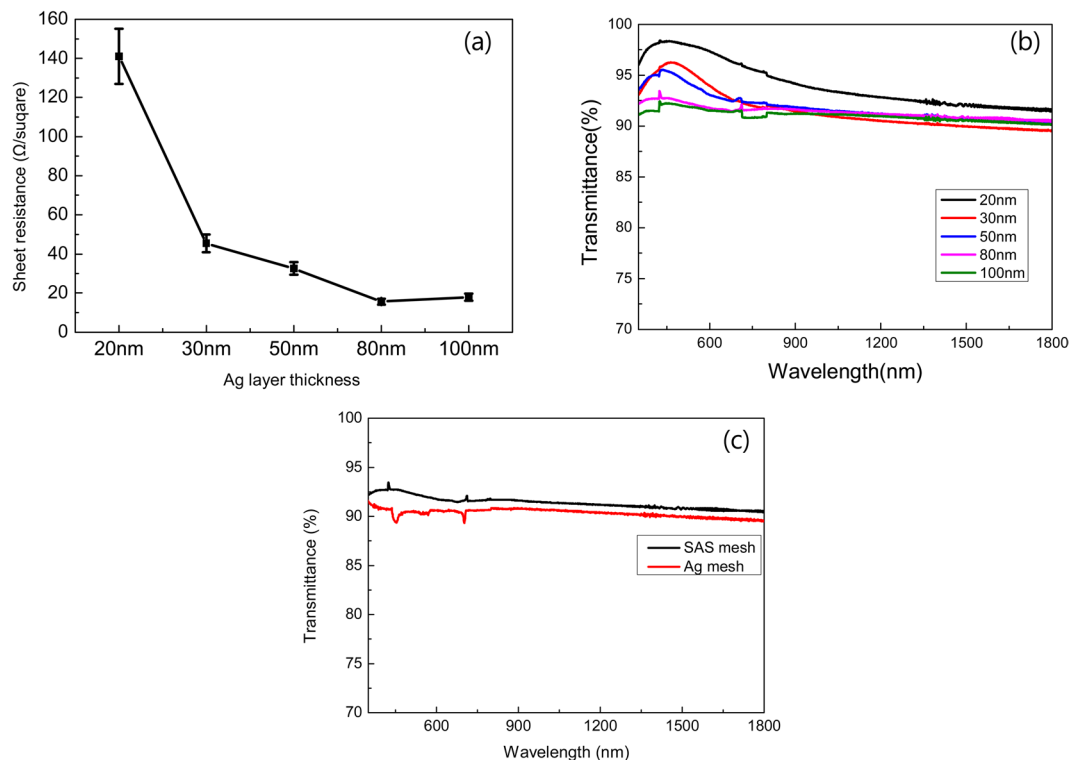 (a)
160
140
120
100
80
60
40
20
0
Sheet resistance (Ω/suqare)
20nm 30nm 50nm 80nm 100nm
Ag layer thickness
(b)
100
95
90
85
80
75
70
Transmittance(%)
20nm
30nm
50nm
80nm
100nm
600 900 1200 1500 1800
Wavelength(nm)
(c)
100
95
90
85
80
75
70
Transmittance (%)
SAS mesh
Ag mesh
600 900 1200 1500 1800
Wavelength (nm)